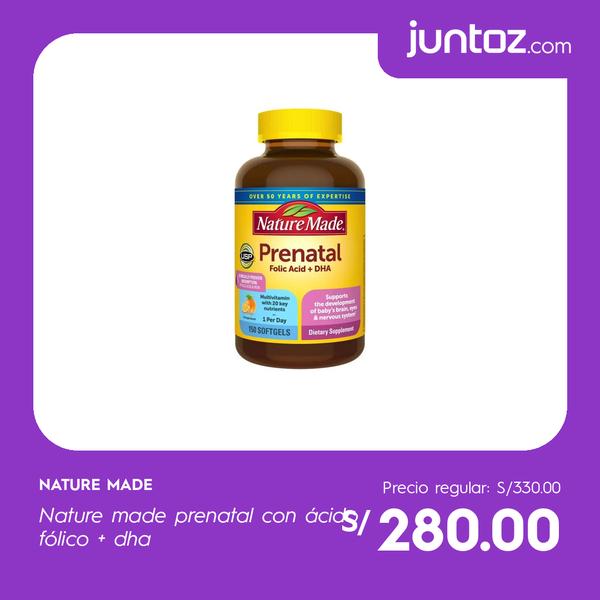 juntoz.com
OVER 50 YEARS OF EXPERTISE
Nature Made®
USP
Prenatal
Folic Acid + DHA
Multivitamin
with 20 key
nutrients
1 Per Day
150 SOFTGELS
Supports
the development
of baby's brain, eyes
& nervous system
Dietary Supplement
NATURE MADE
Nature made prenatal con ácido
fólico + dha
Precio regular: S/330.00
S/ 280.00